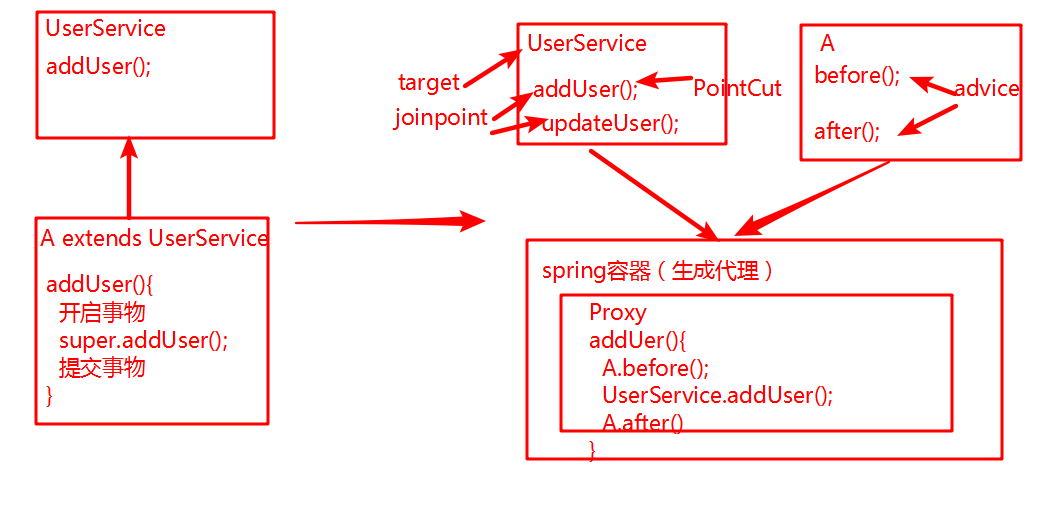 UserService
addUser();
A extends UserService
addUser(){
开启事物
super.addUser();
提交事物
}
target
joinpoint
UserService
addUser();
updateUser();
PointCut
A
before();
after();
advice
spring容器（生成代理）
Proxy
addUer(){
A.before();
UserService.addUser();
A.after()
}